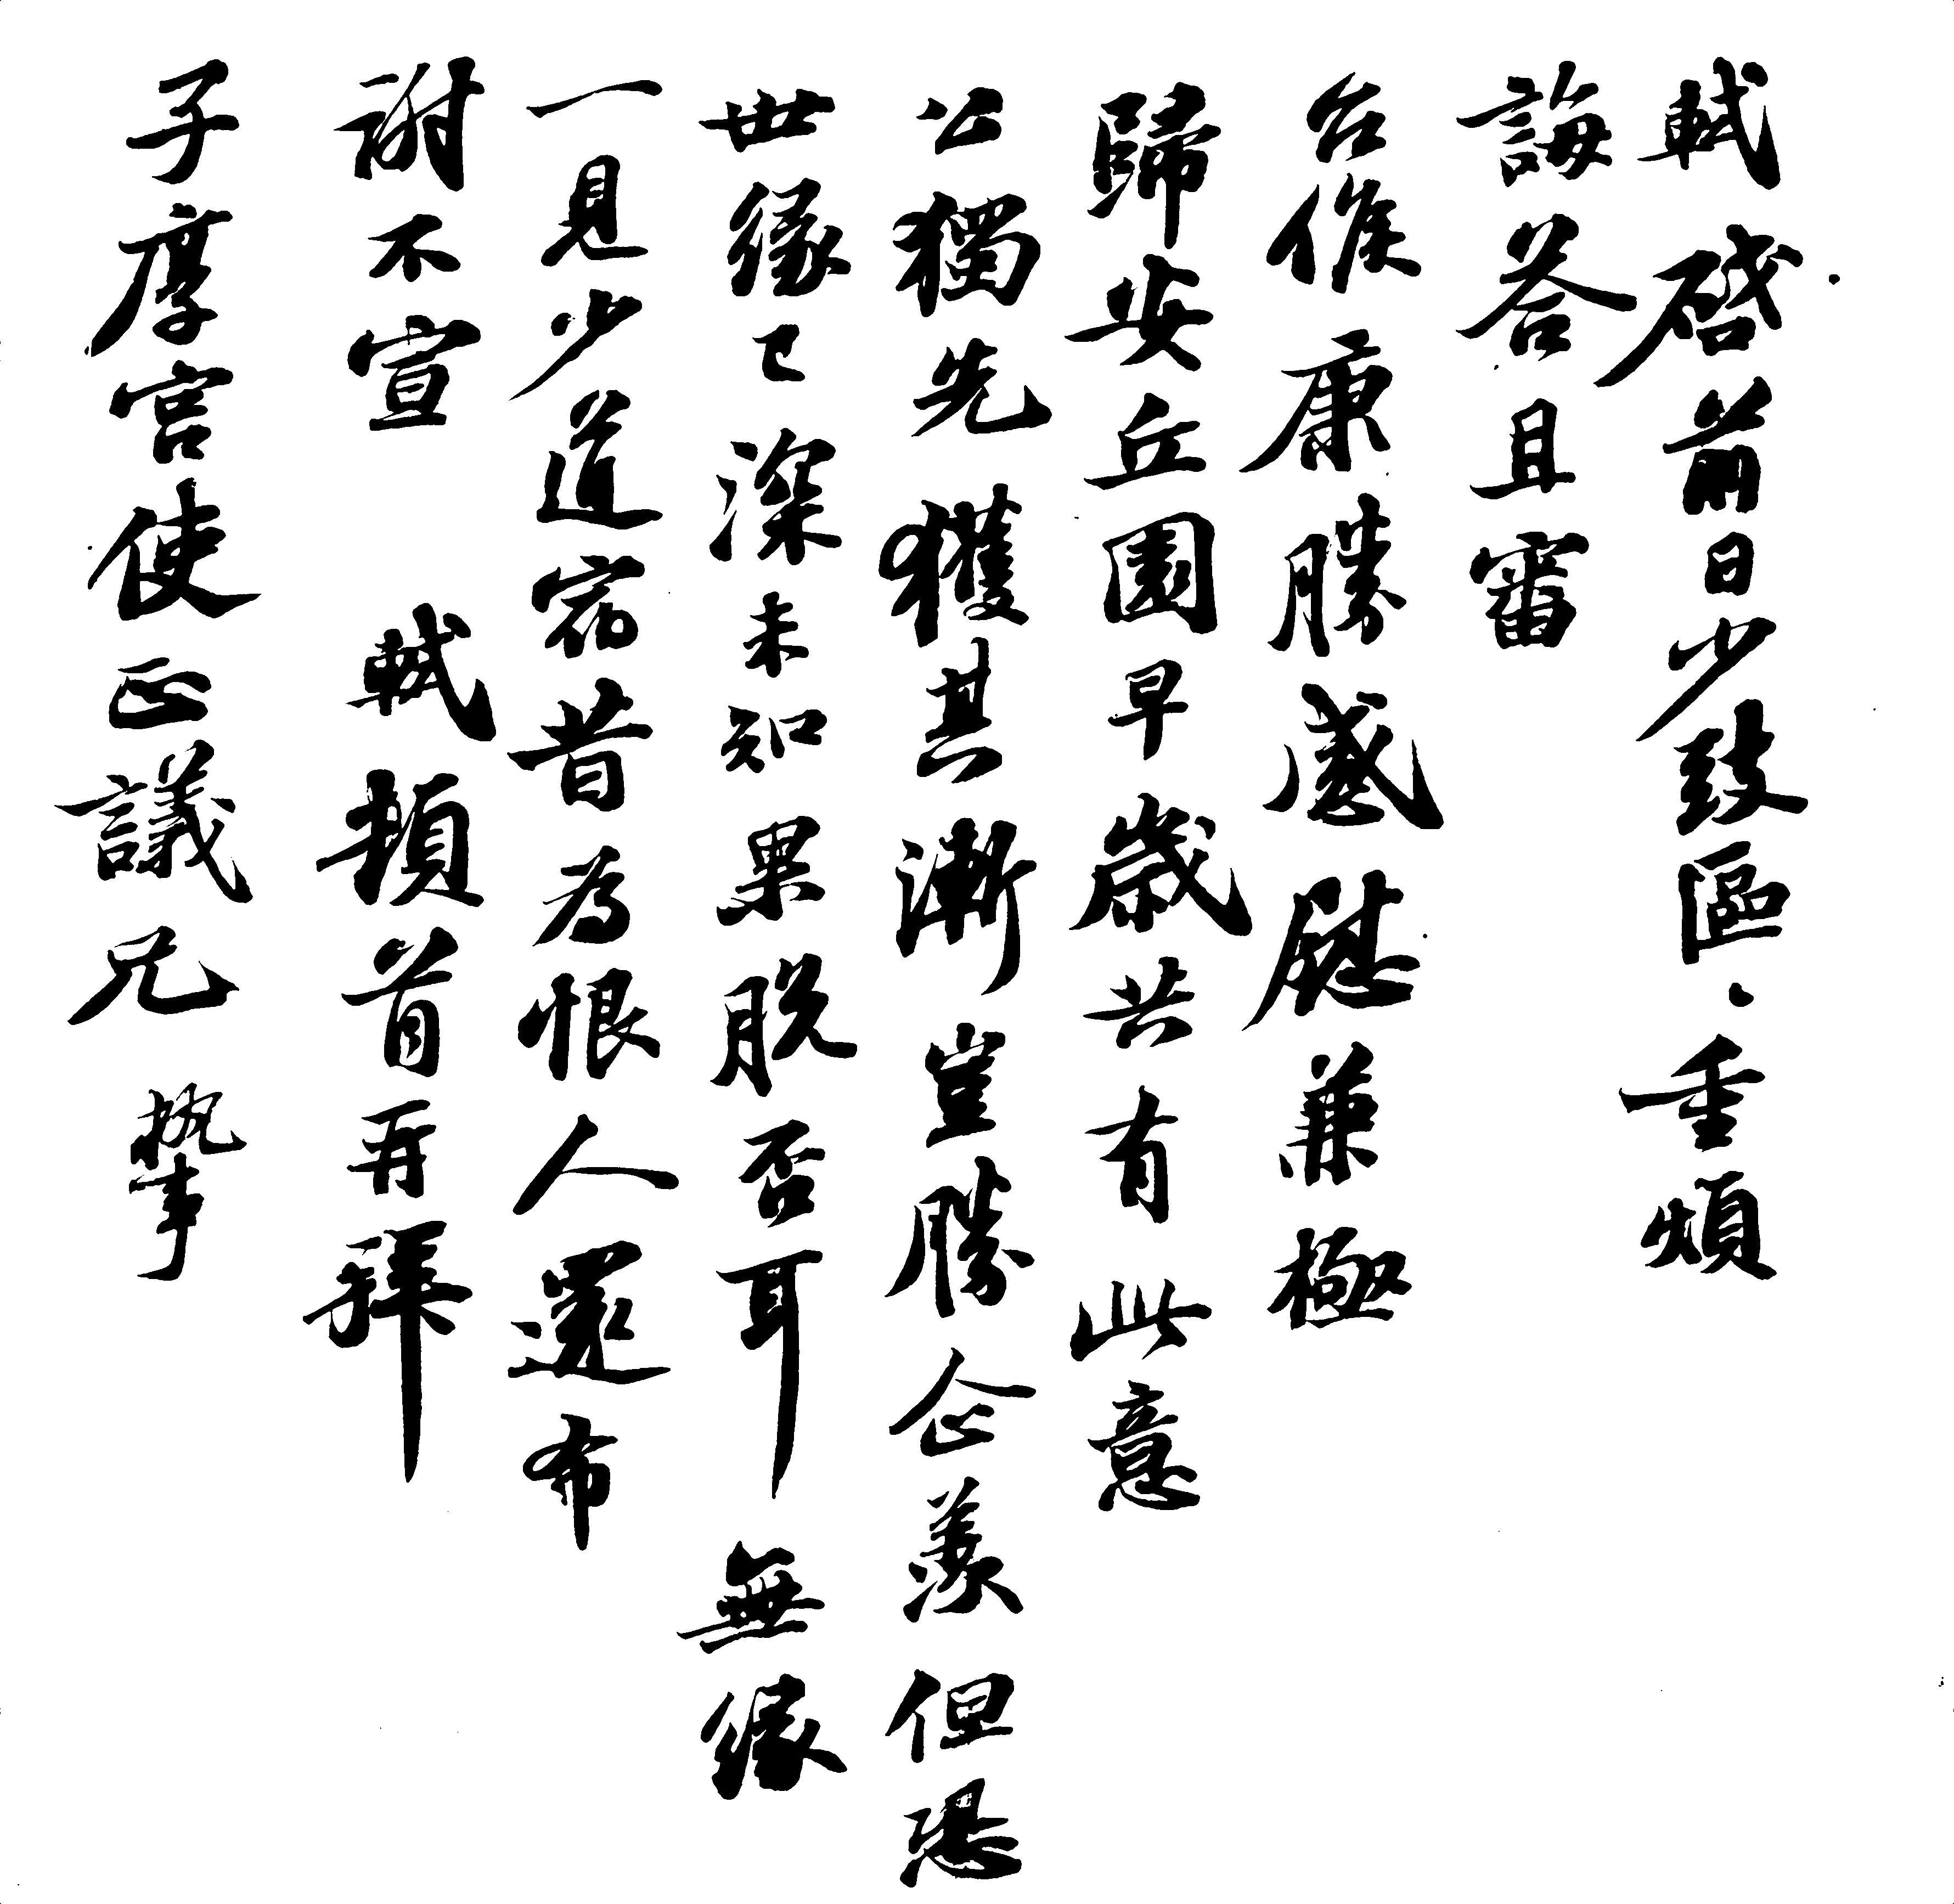 軾啓前日少致區區重煩
誨答且審
台候康勝感慰兼極
歸安丘園早歲共有此意
公獨先獲其漸豈勝企羨但恐
世緣已深未知果脫否耳無緣
一見少道宿昔為恨人還布
謝不宣軾頓首再拜
子厚宮使正議兄執事